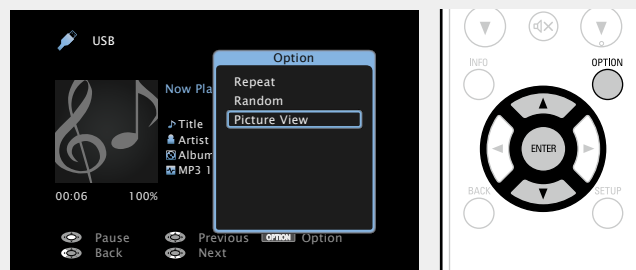 USB
Option
Now Pla
Repeat
Random
Picture View
Title
Artist
Album
MP3 1
00:06 100%
Pause Previous OPTION Option
Back Next
INFO OPTION
ENTER
BACK SETUP